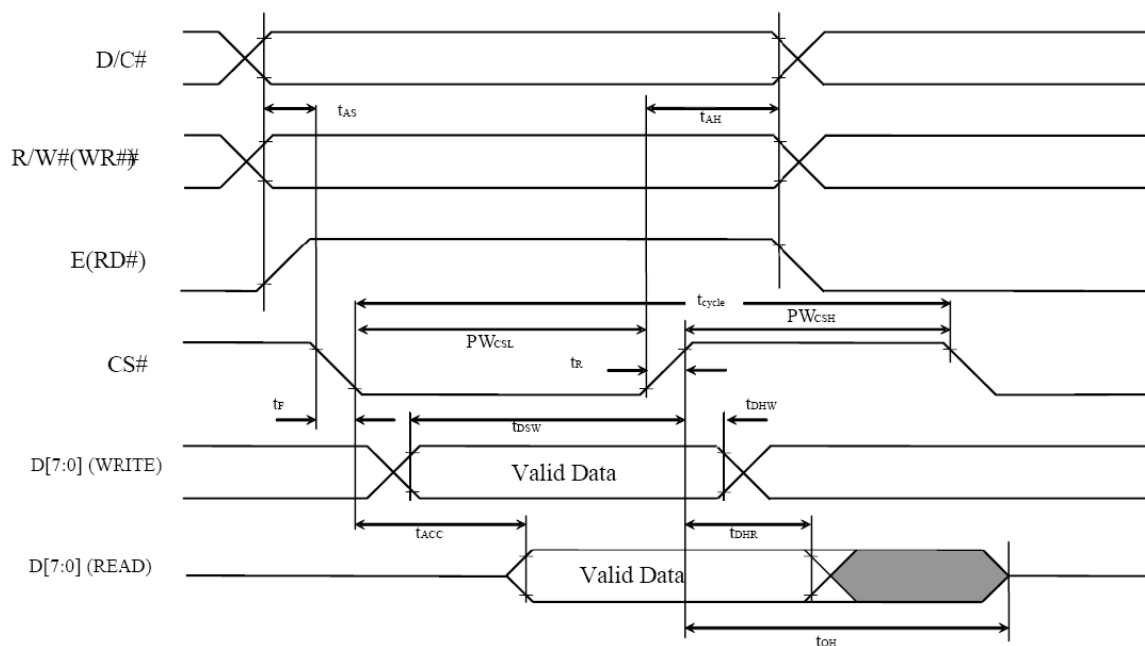 D/C#
tAS
tAH
R/W#(WR##
E(RD#)
tcycle
PWCSL
PWCSH
CS#
tR
tF
tDSW
tDHW
D[7:0] (WRITE)
Valid Data
tACC
tDHR
D[7:0] (READ)
Valid Data
tOH